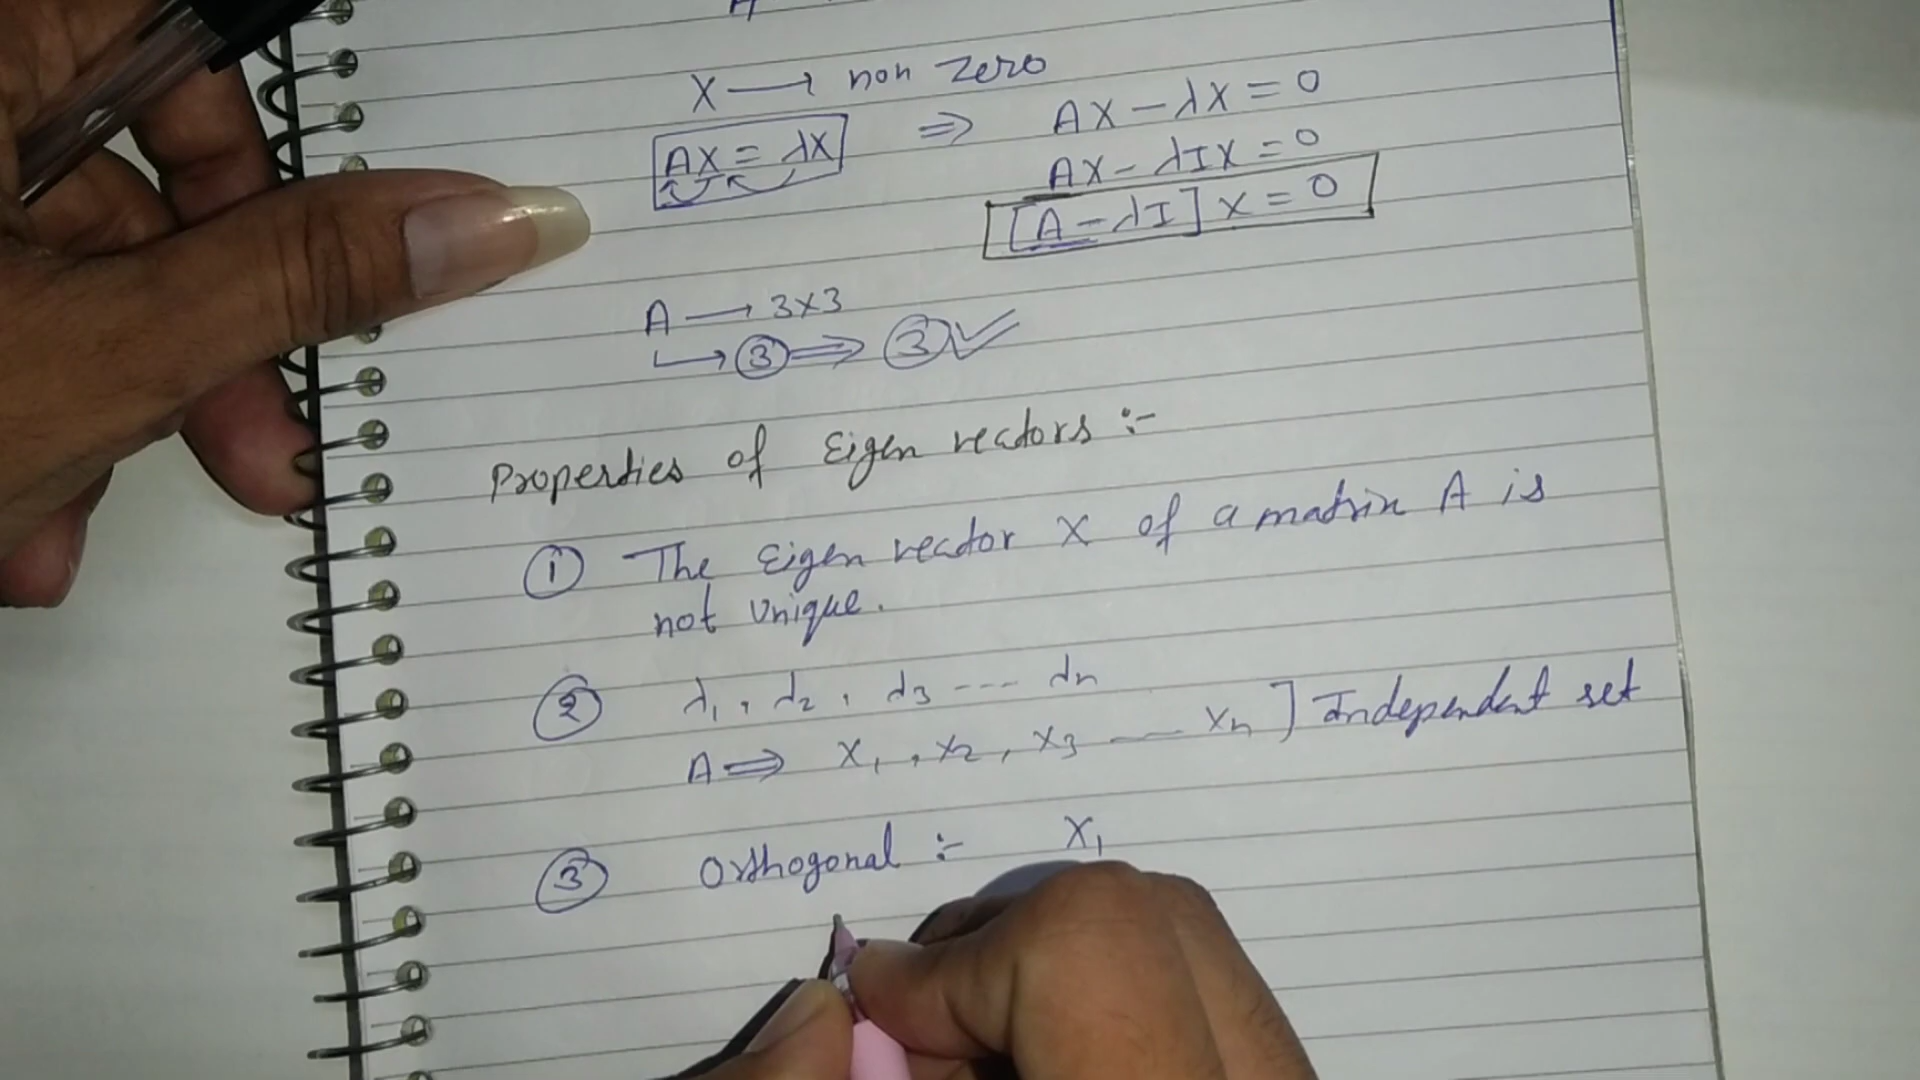 X → non zero
AX = λX ⇒ AX - λX = 0
AX - λIX = 0
[A - λI] X = 0
A → 3x3
↳ ③ ⇒ ③ ✓
Properties of Eigen vectors :-
① The Eigen vector X of a matrix A is
not unique.
② λ₁, λ₂, λ₃ --- λn
A ⇒ X₁, X₂, X₃ --- Xn ] Independent set
③ Orthogonal :- X₁